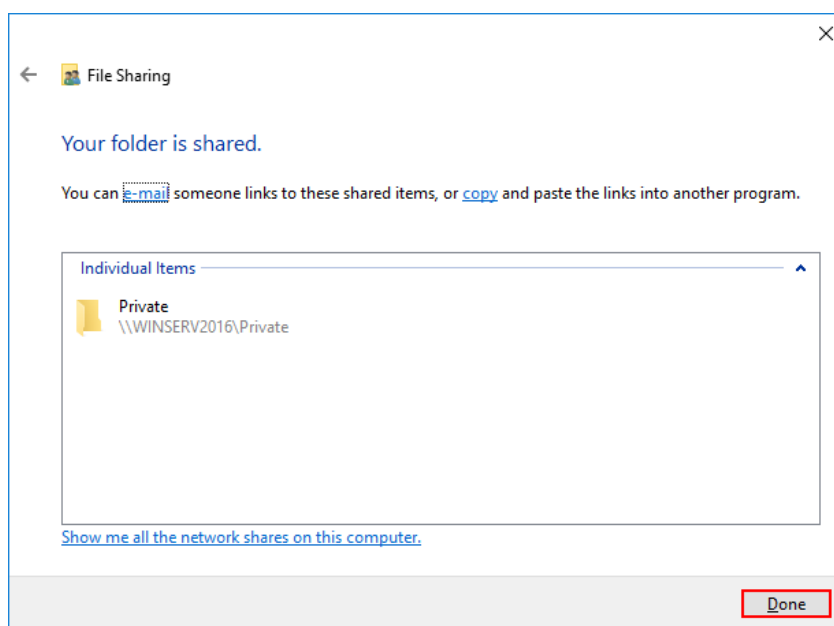 File Sharing
Your folder is shared.
You can e-mail someone links to these shared items, or copy and paste the links into another program.
Individual Items
Private
\\WINSERV2016\Private
Show me all the network shares on this computer.
Done